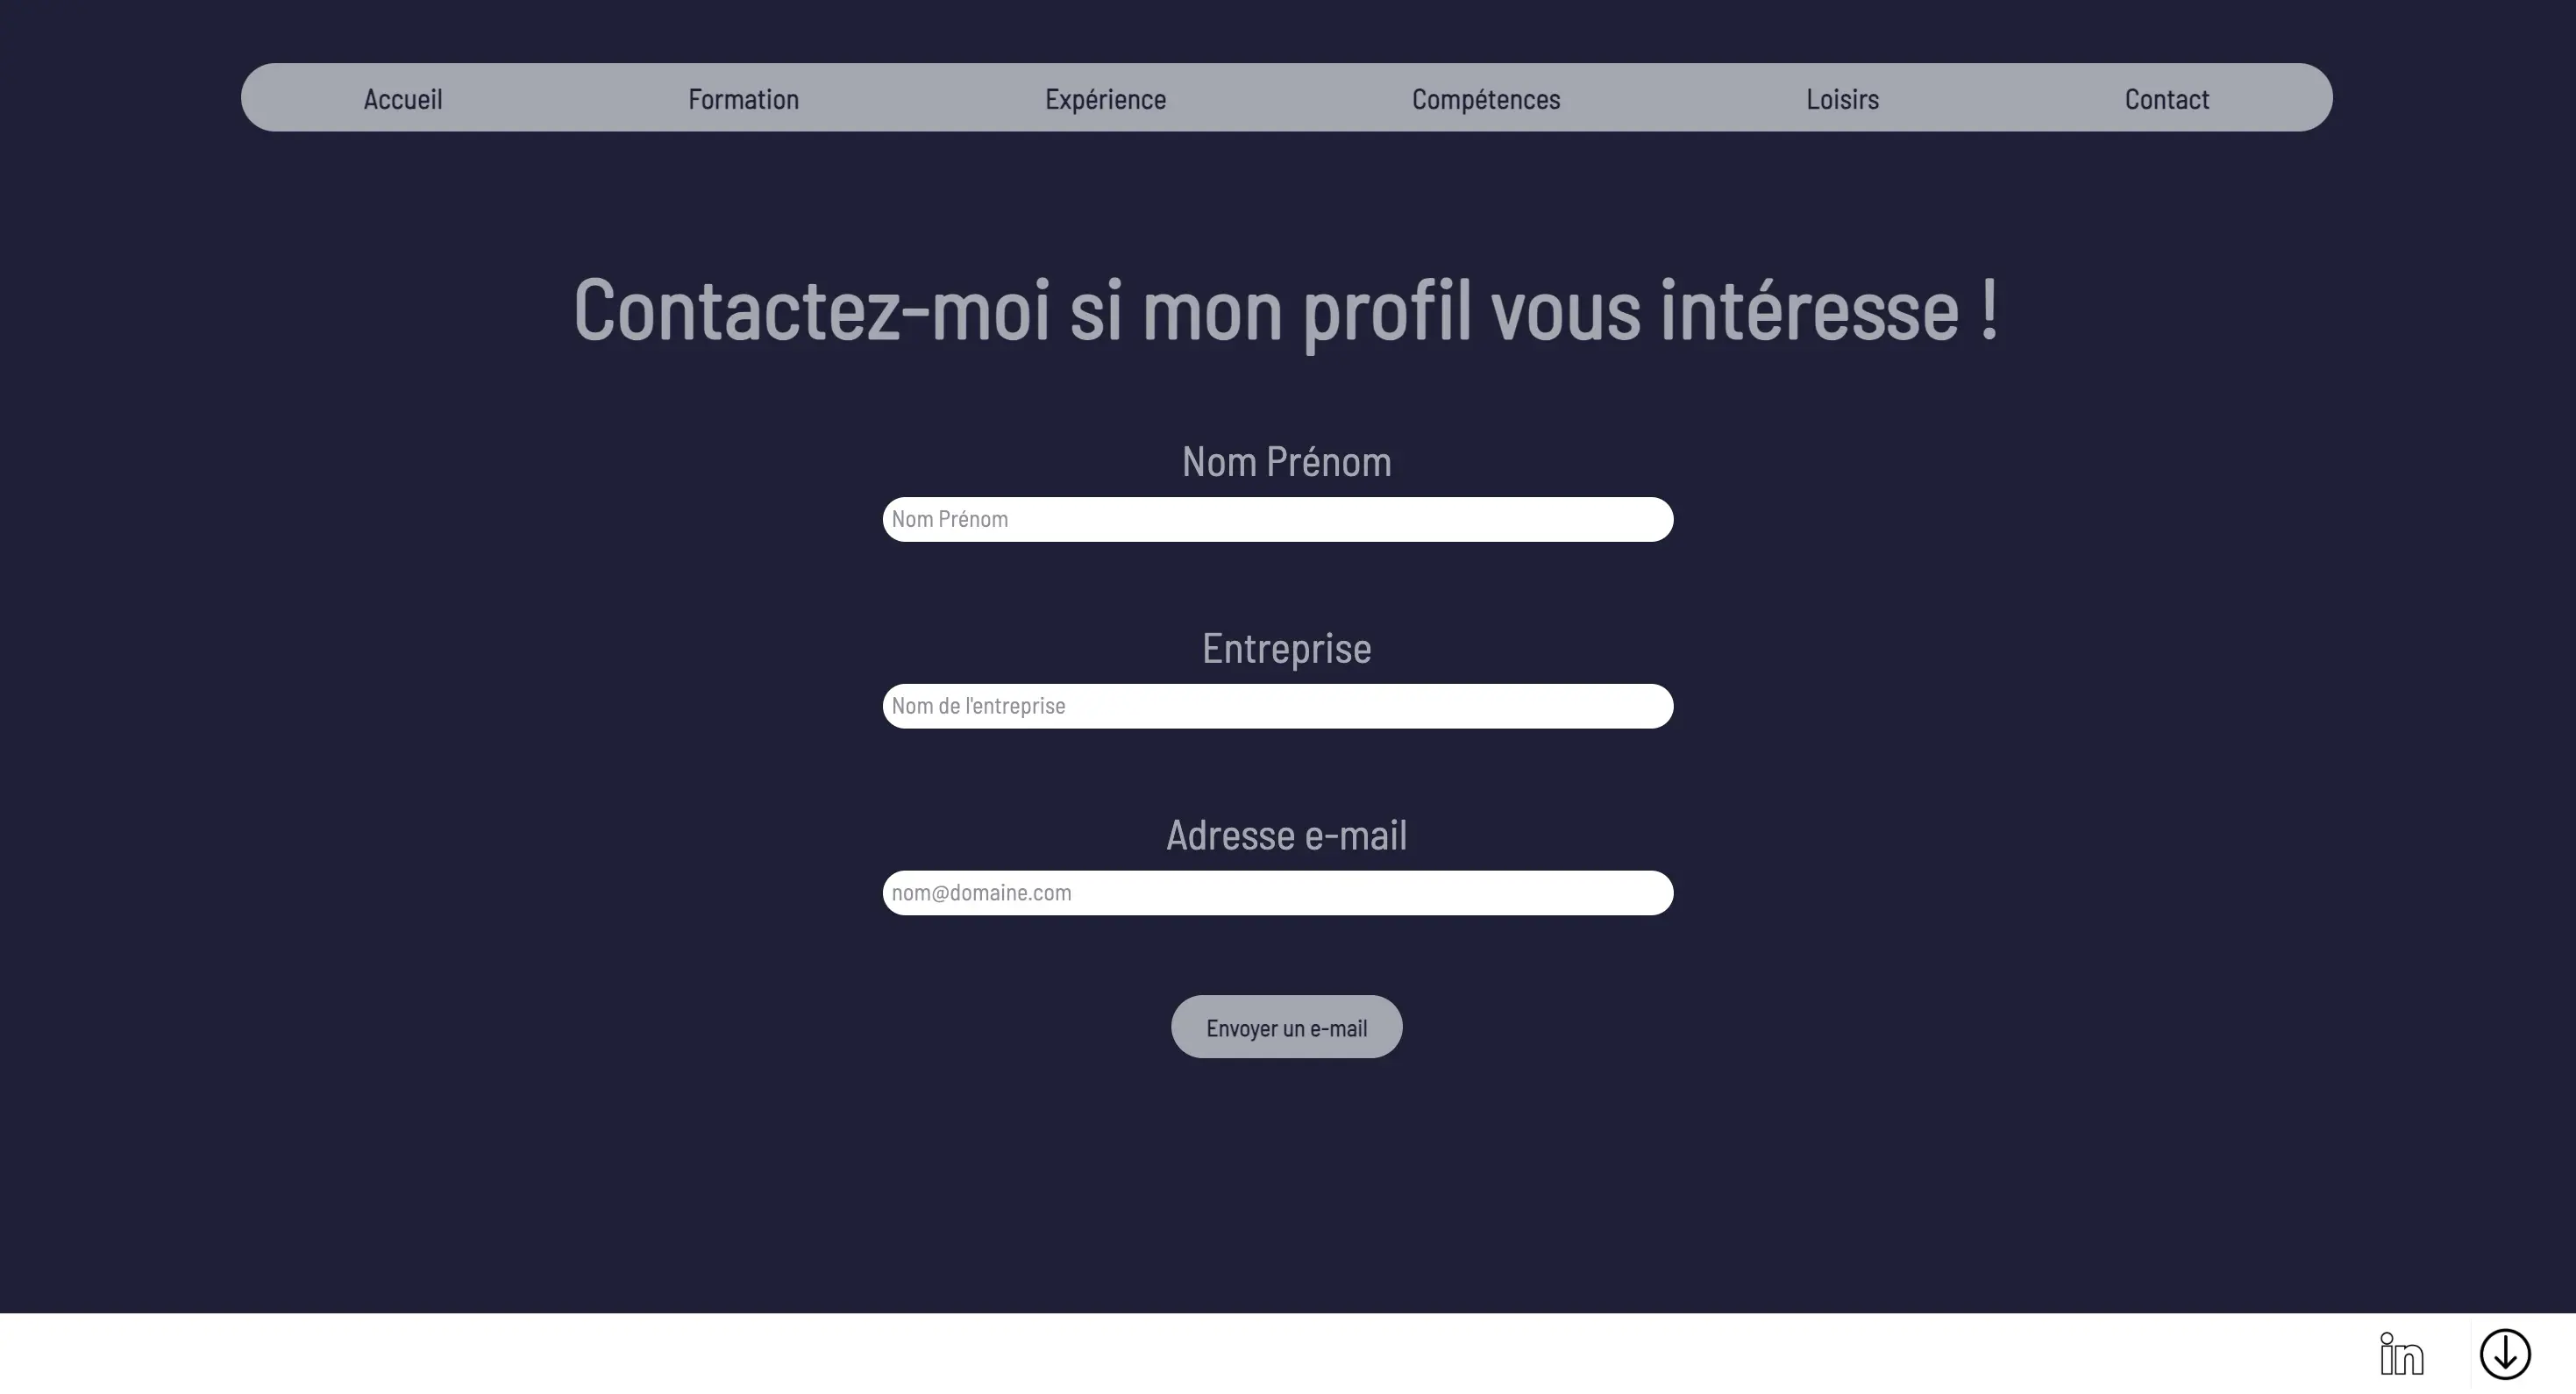 Accueil Formation Expérience Compétences Loisirs Contact
Contactez-moi si mon profil vous intéresse !
Nom Prénom
Nom Prénom
Entreprise
Nom de l'entreprise
Adresse e-mail
nom@domaine.com
Envoyer un e-mail
in